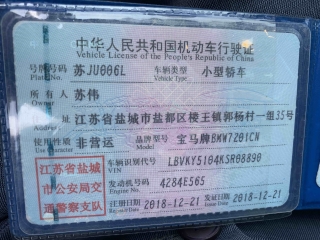 中华人民共和国机动车行驶证
Vehicle License of the People's Republic of China
号牌号码 苏JU006L 车辆类型 小型轿车
Plate No. Vehicle Type
所有人 苏伟
Owner
住址 江苏省盐城市盐都区楼王镇郭杨村一组35号
Address
使用性质 非营运 品牌型号 宝马牌BMW7201CN
Use Character Model
江苏省盐城
市公安局交
通警察支队
车辆识别代号 LBVKY5104KSR08890
VIN
发动机号码 4284E565
Engine No.
注册日期 2018-12-21 发证日期 2018-12-21
Register Date Issue Date